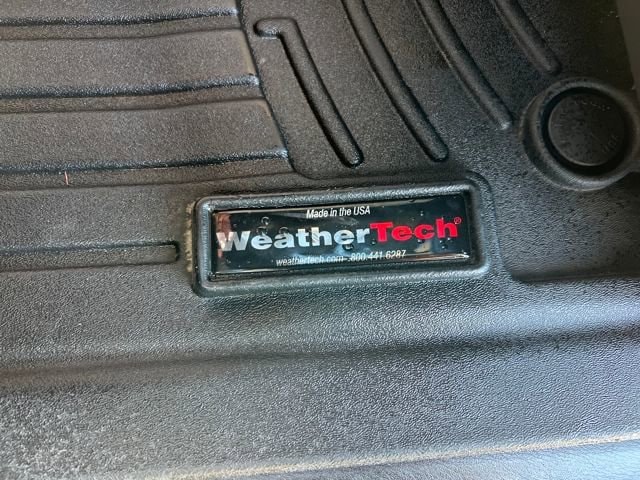 Made in the USA
WeatherTech®
weathertech.com - 800.441.6287